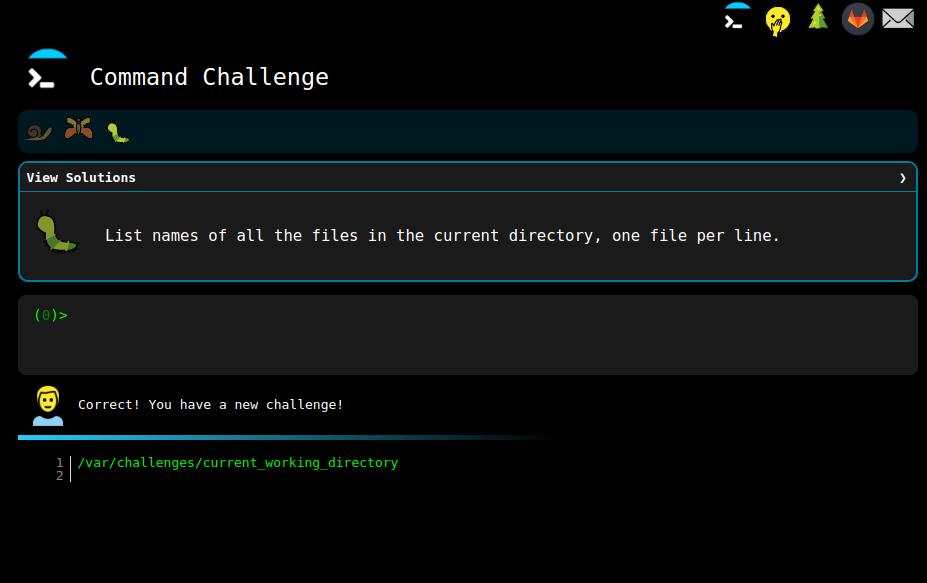 Command Challenge
View Solutions ❯
List names of all the files in the current directory, one file per line.
(0)>
Correct! You have a new challenge!
1 /var/challenges/current_working_directory
2